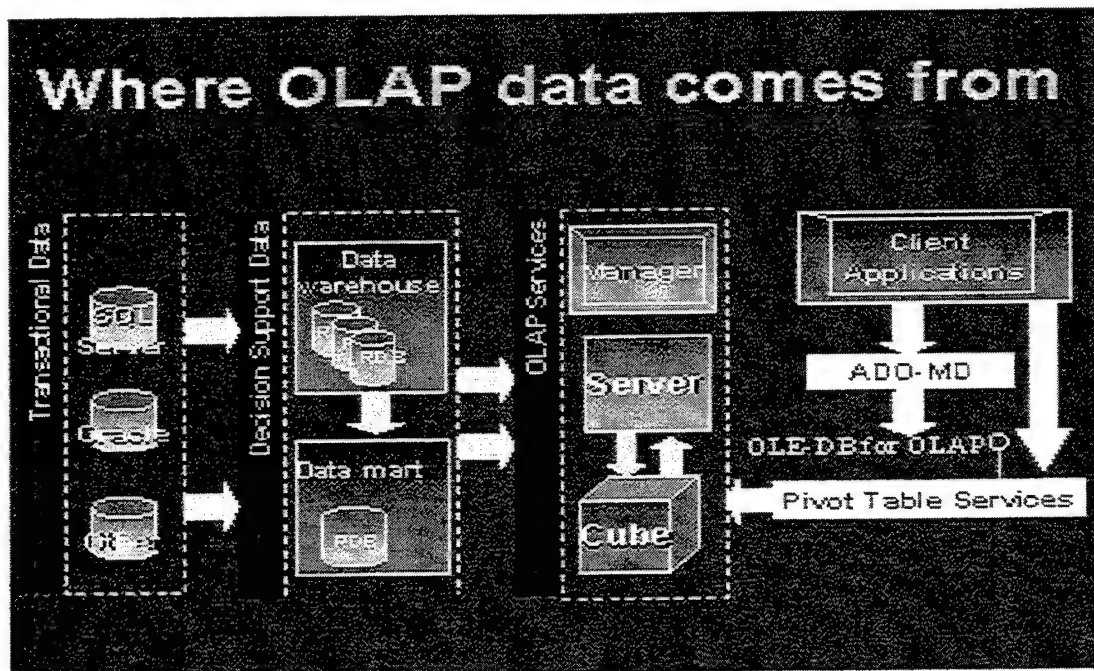 Where OLAP data comes from
Transactional Data
SQL
Server
Oracle
Other
Decision Support Data
Data
warehouse
RDB
Data mart
RDB
OLAP Services
Manager
Server
Cube
Client
Applications
ADO-MD
OLE-DB for OLAP
Pivot Table Services